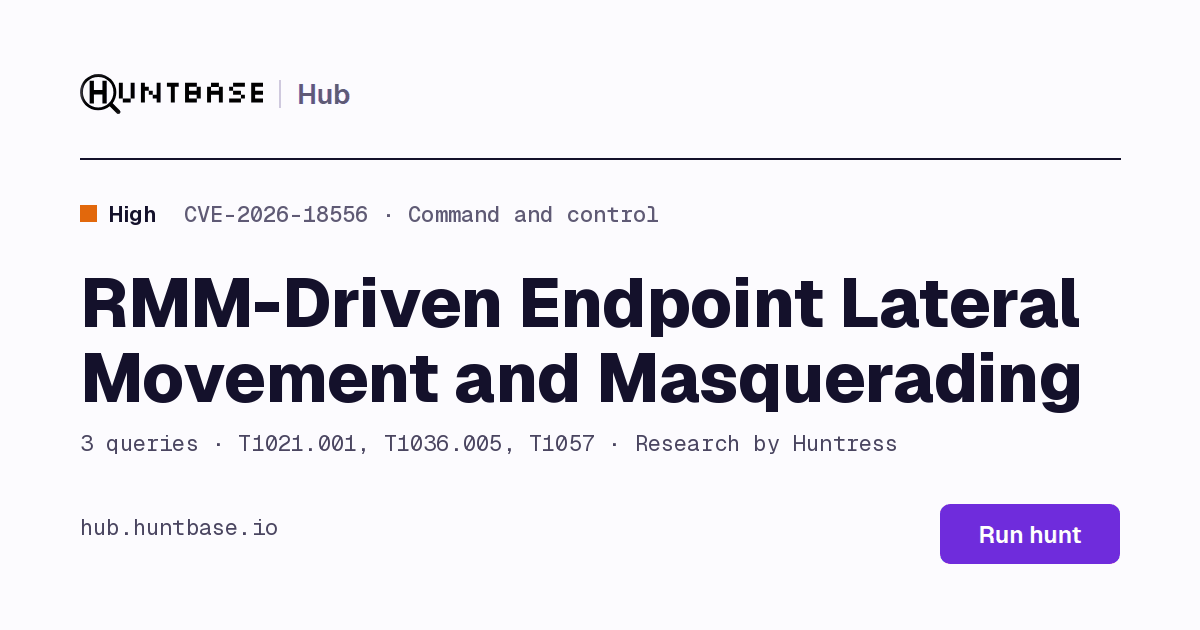 HUNTBASE Hub
High CVE-2026-18556 · Command and control
RMM-Driven Endpoint Lateral
Movement and Masquerading
3 queries · T1021.001, T1036.005, T1057 · Research by Huntress
hub.huntbase.io
Run hunt